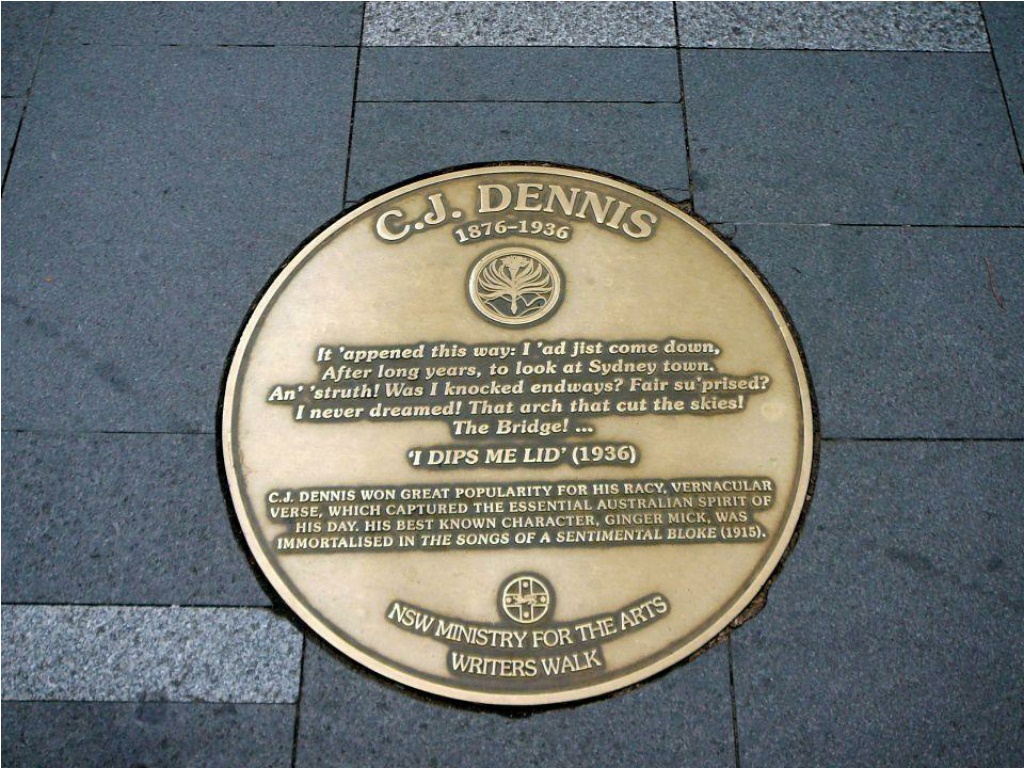 C.J. DENNIS
1876–1936
It 'appened this way: I 'ad jist come down,
After long years, to look at Sydney town.
An' 'struth! Was I knocked endways? Fair su'prised?
I never dreamed! That arch that cut the skies!
The Bridge! ...
'I DIPS ME LID' (1936)
C.J. DENNIS WON GREAT POPULARITY FOR HIS RACY, VERNACULAR
VERSE, WHICH CAPTURED THE ESSENTIAL AUSTRALIAN SPIRIT OF
HIS DAY. HIS BEST KNOWN CHARACTER, GINGER MICK, WAS
IMMORTALISED IN THE SONGS OF A SENTIMENTAL BLOKE (1915).
NSW MINISTRY FOR THE ARTS
WRITERS WALK